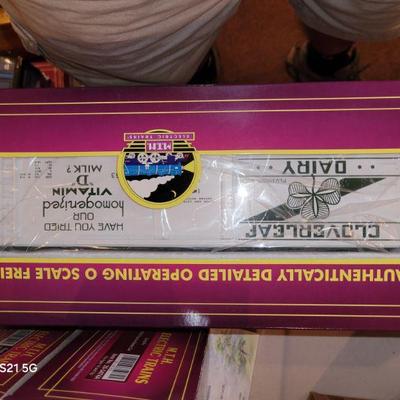 AUTHENTICALLY DETAILED OPERATING O SCALE FREI
CLOVERLEAF
DAIRY
HAVE YOU TRIED
OUR
homogenized
VITAMIN
"D"
MILK?
M.T.H.
ELECTRIC TRAINS
M.T.H.
ELECTRIC TRAINS
S21 5G